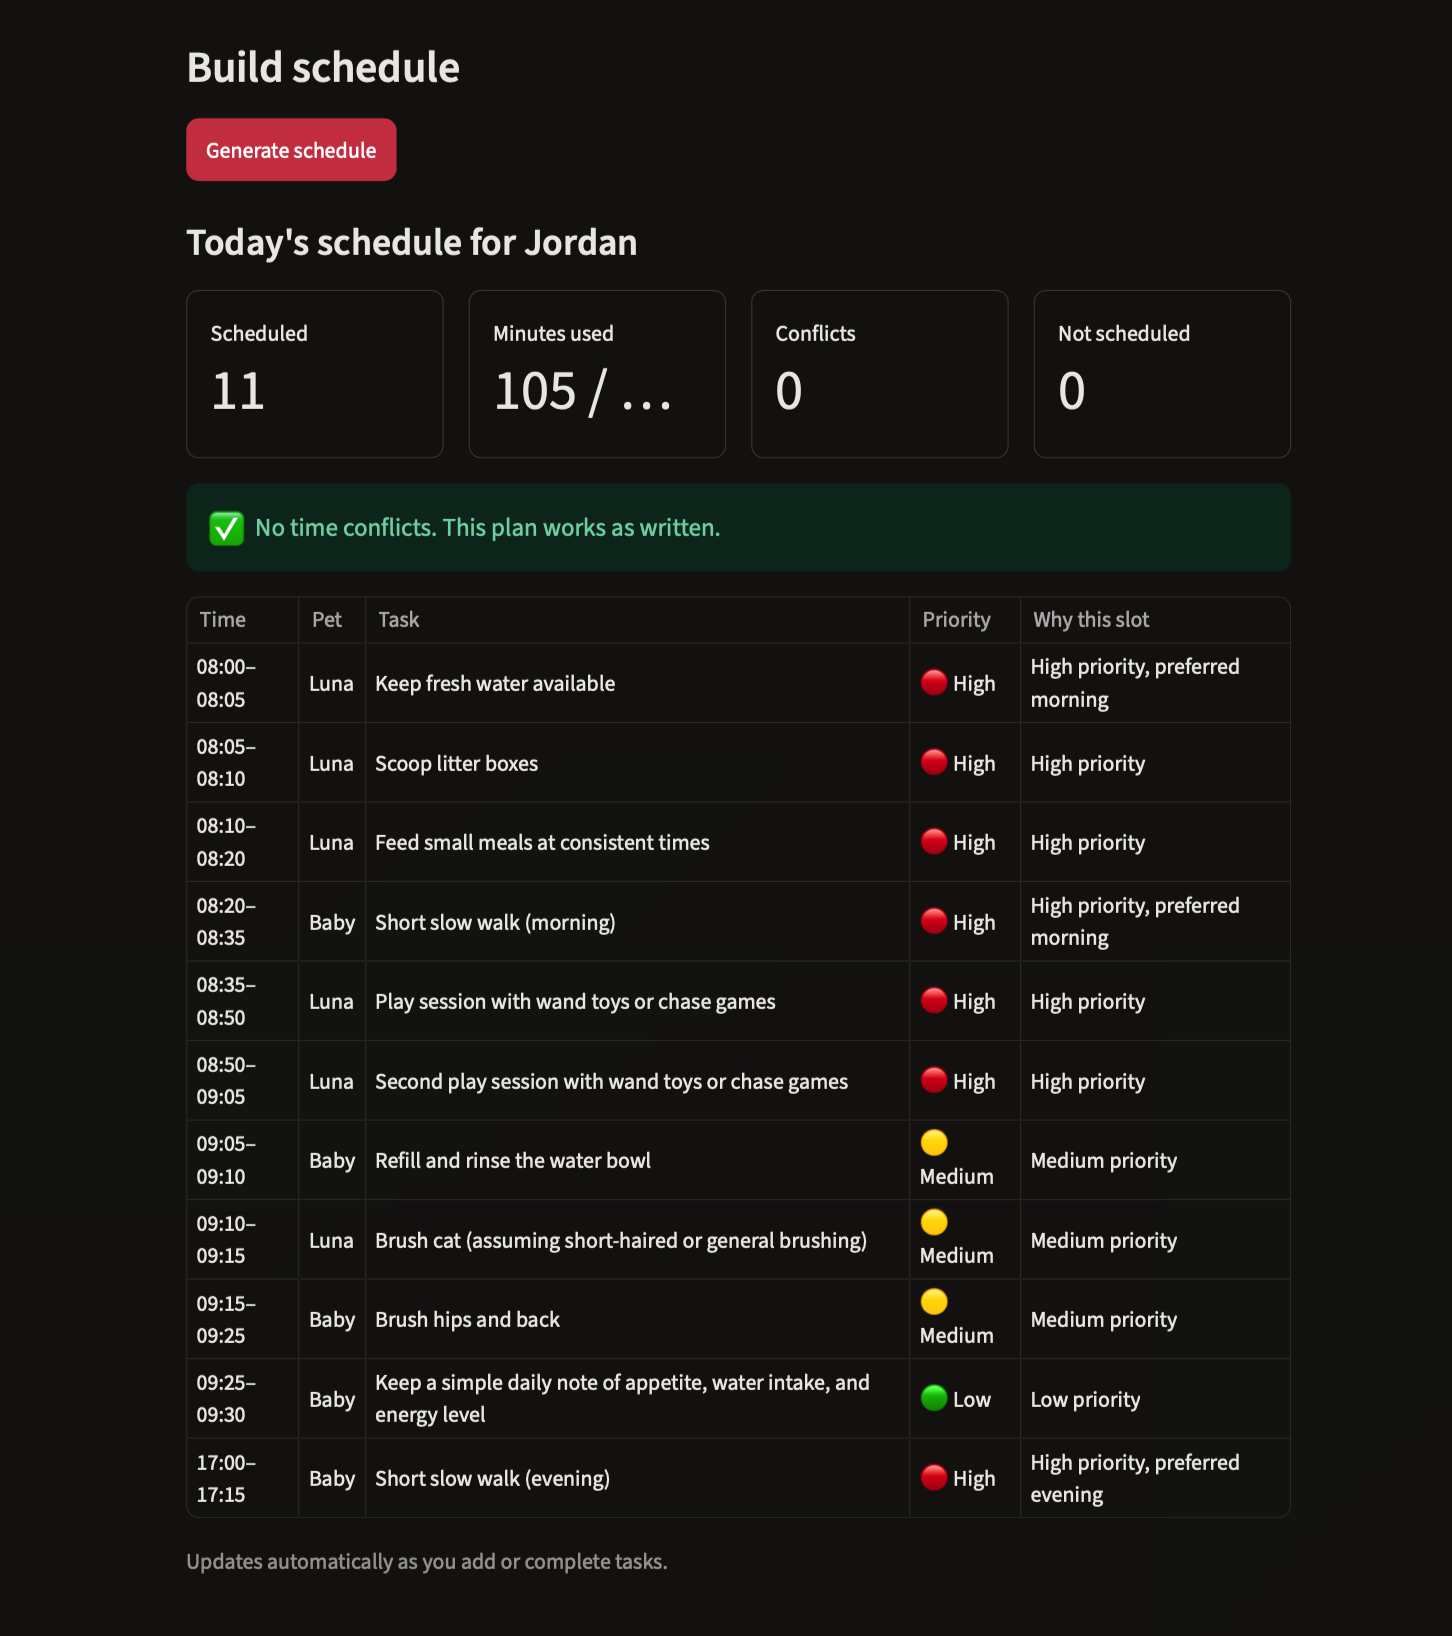 Build schedule
Generate schedule
Today's schedule for Jordan
Scheduled
11
Minutes used
105 / …
Conflicts
0
Not scheduled
0
No time conflicts. This plan works as written.
Time Pet Task Priority Why this slot
08:00–
08:05
Luna
Keep fresh water available
High
High priority, preferred
morning
08:05–
08:10
Luna
Scoop litter boxes
High
High priority
08:10–
08:20
Luna
Feed small meals at consistent times
High
High priority
08:20–
08:35
Baby
Short slow walk (morning)
High
High priority, preferred
morning
08:35–
08:50
Luna
Play session with wand toys or chase games
High
High priority
08:50–
09:05
Luna
Second play session with wand toys or chase games
High
High priority
09:05–
09:10
Baby
Refill and rinse the water bowl
Medium
Medium priority
09:10–
09:15
Luna
Brush cat (assuming short-haired or general brushing)
Medium
Medium priority
09:15–
09:25
Baby
Brush hips and back
Medium
Medium priority
09:25–
09:30
Baby
Keep a simple daily note of appetite, water intake, and
energy level
Low
Low priority
17:00–
17:15
Baby
Short slow walk (evening)
High
High priority, preferred
evening
Updates automatically as you add or complete tasks.